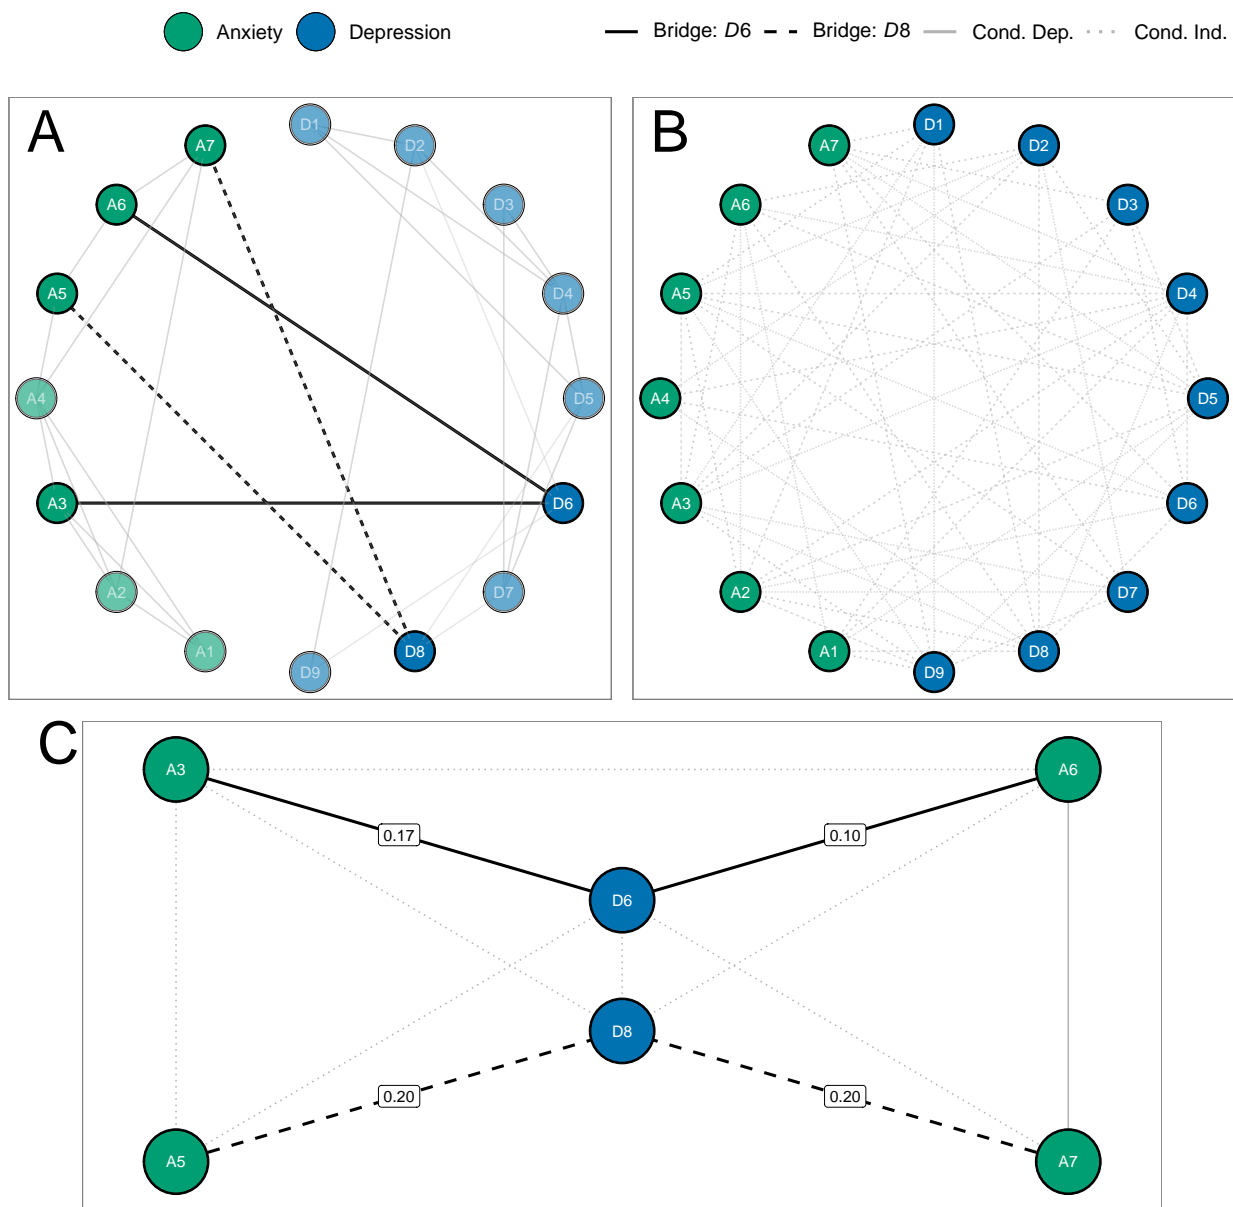 Anxiety Depression Bridge: D6 Bridge: D8 Cond. Dep. Cond. Ind.
A
A7
D1
D2
A6
D3
A5
D4
A4
D5
A3
D6
A2
D7
A1
D9
D8
B
A7
D1
D2
A6
D3
A5
D4
A4
D5
A3
D6
A2
D7
A1
D9
D8
C
A3
A6
0.17
0.10
D6
D8
0.20
0.20
A5
A7